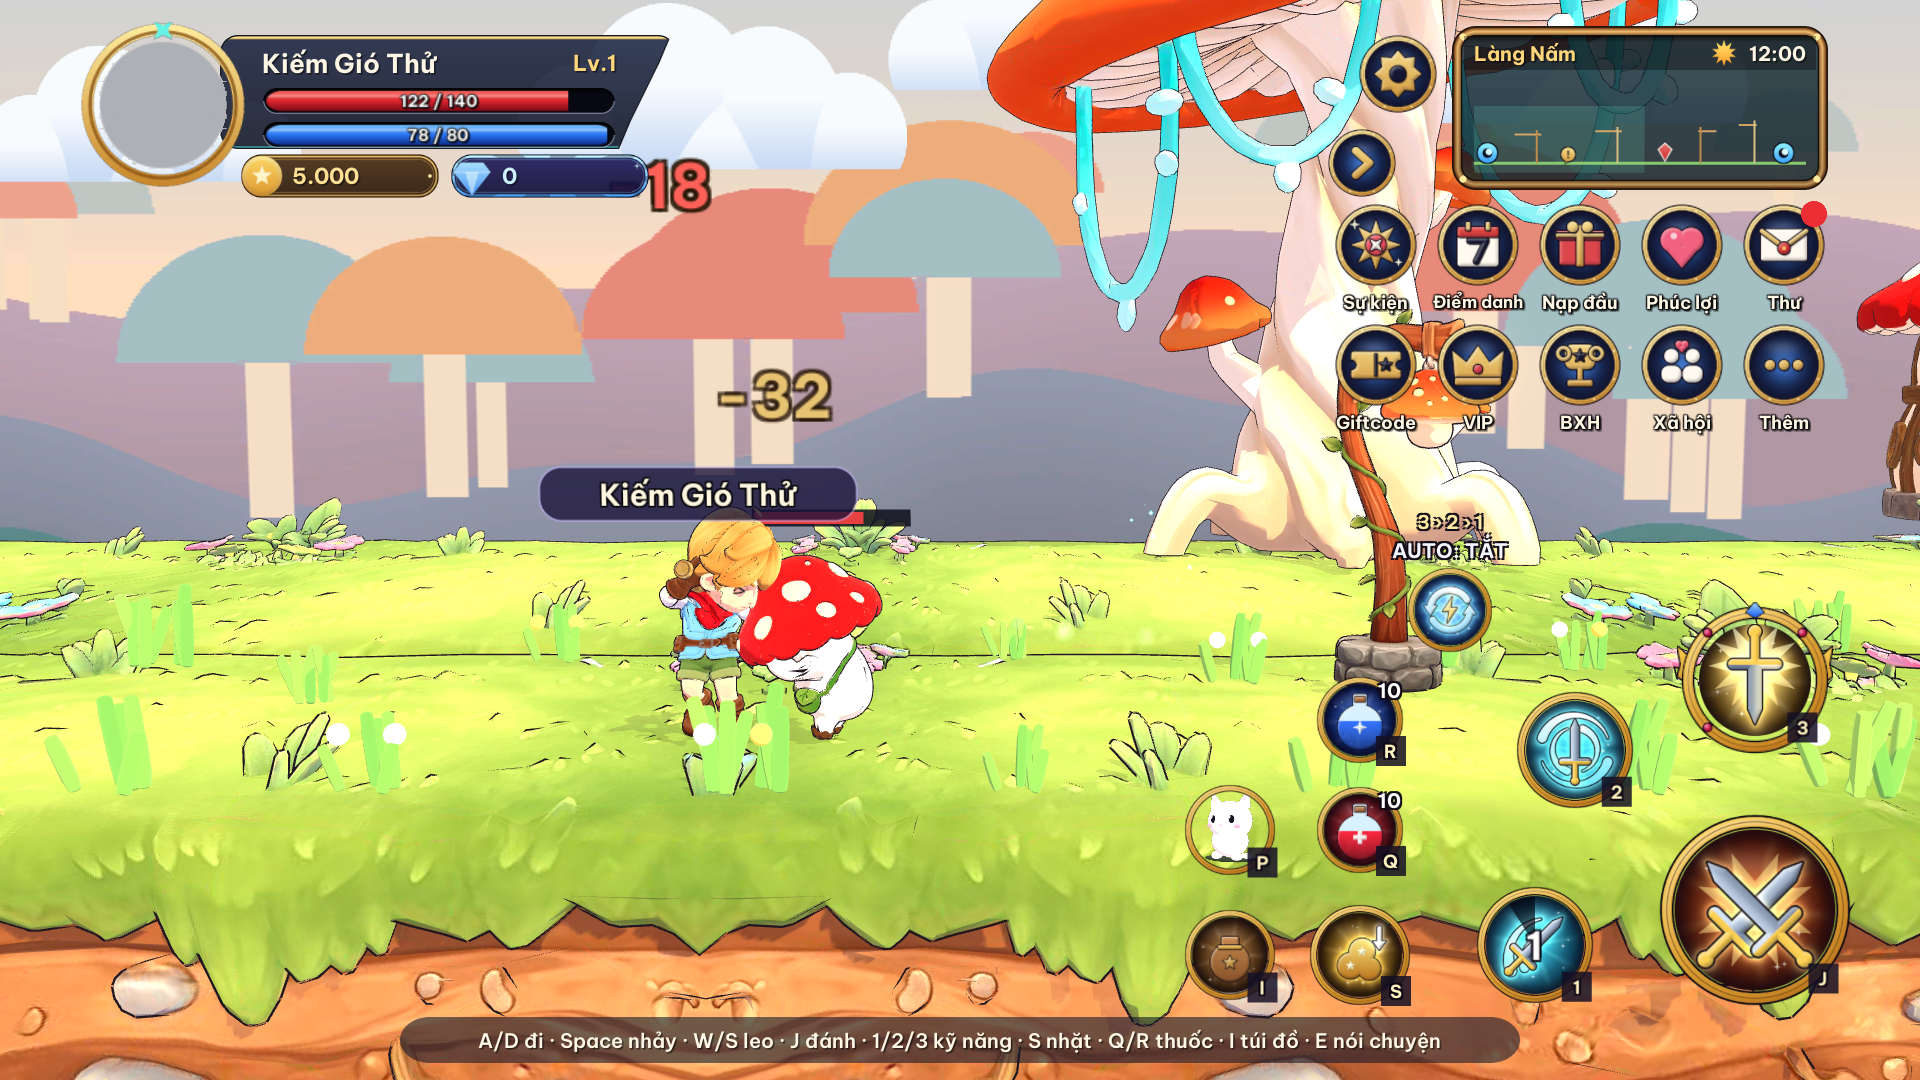 Kiếm Gió Thử
Lv.1
122 / 140
78 / 80
5.000
0
18
Làng Nấm
12:00
7
Sự kiện
Điểm danh
Nạp đầu
Phúc lợi
Thư
Giftcode
VIP
BXH
Xã hội
Thêm
-32
Kiếm Gió Thử
3»2»1
AUTO: TẮT
10
R
3
2
10
Q
P
I
S
1
1
J
A/D đi · Space nhảy · W/S leo · J đánh · 1/2/3 kỹ năng · S nhặt · Q/R thuốc · I túi đồ · E nói chuyện